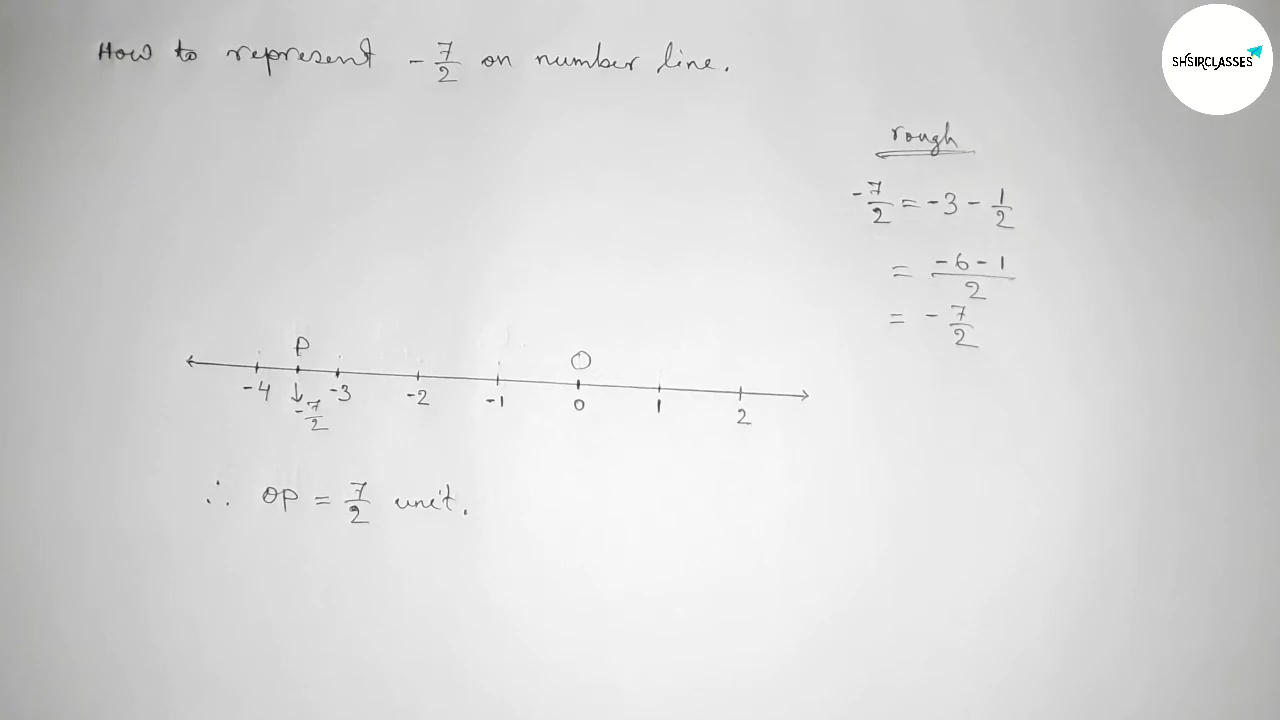 How to represent -7/2 on number line.
SHSIRCLASSES
rough
-7/2 = -3 - 1/2
= -6-1/2
= -7/2
P O
-4 -3 -2 -1 0 1 2
-7/2
∴ OP = 7/2 unit.